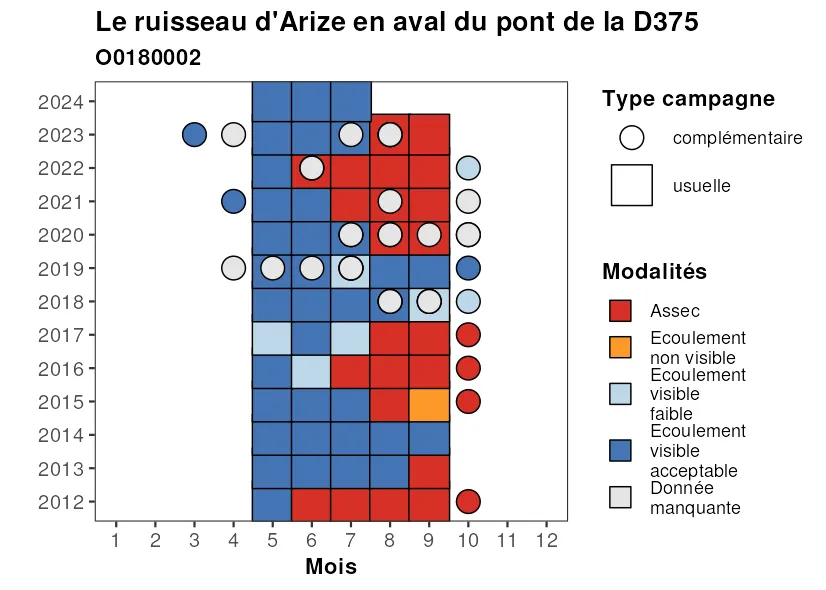 Le ruisseau d'Arize en aval du pont de la D375
O0180002
2024
2023
2022
2021
2020
2019
2018
2017
2016
2015
2014
2013
2012
1 2 3 4 5 6 7 8 9 10 11 12
Mois
Type campagne
complémentaire
usuelle
Modalités
Assec
Ecoulement
non visible
Ecoulement
visible
faible
Ecoulement
visible
acceptable
Donnée
manquante